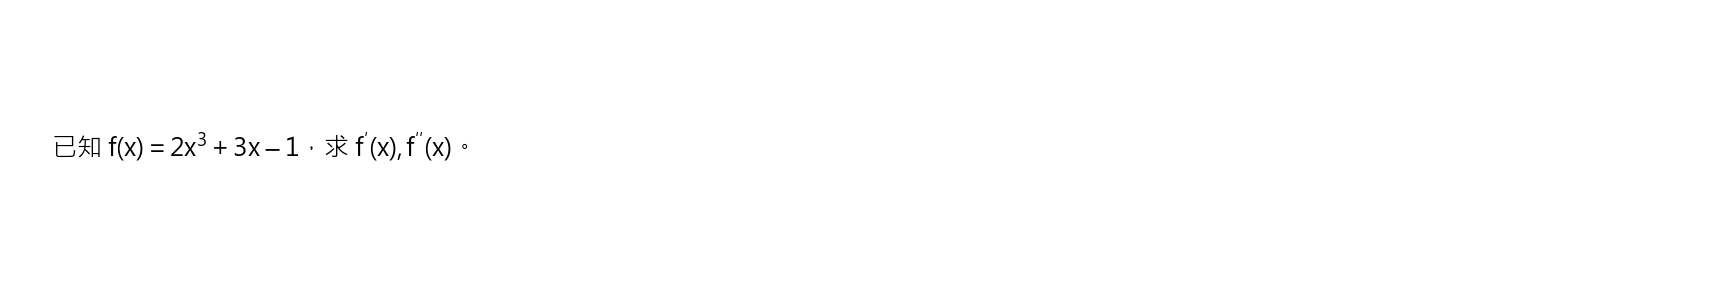 已知 f(x) = 2x³ + 3x – 1，求 f′(x), f′′(x)。